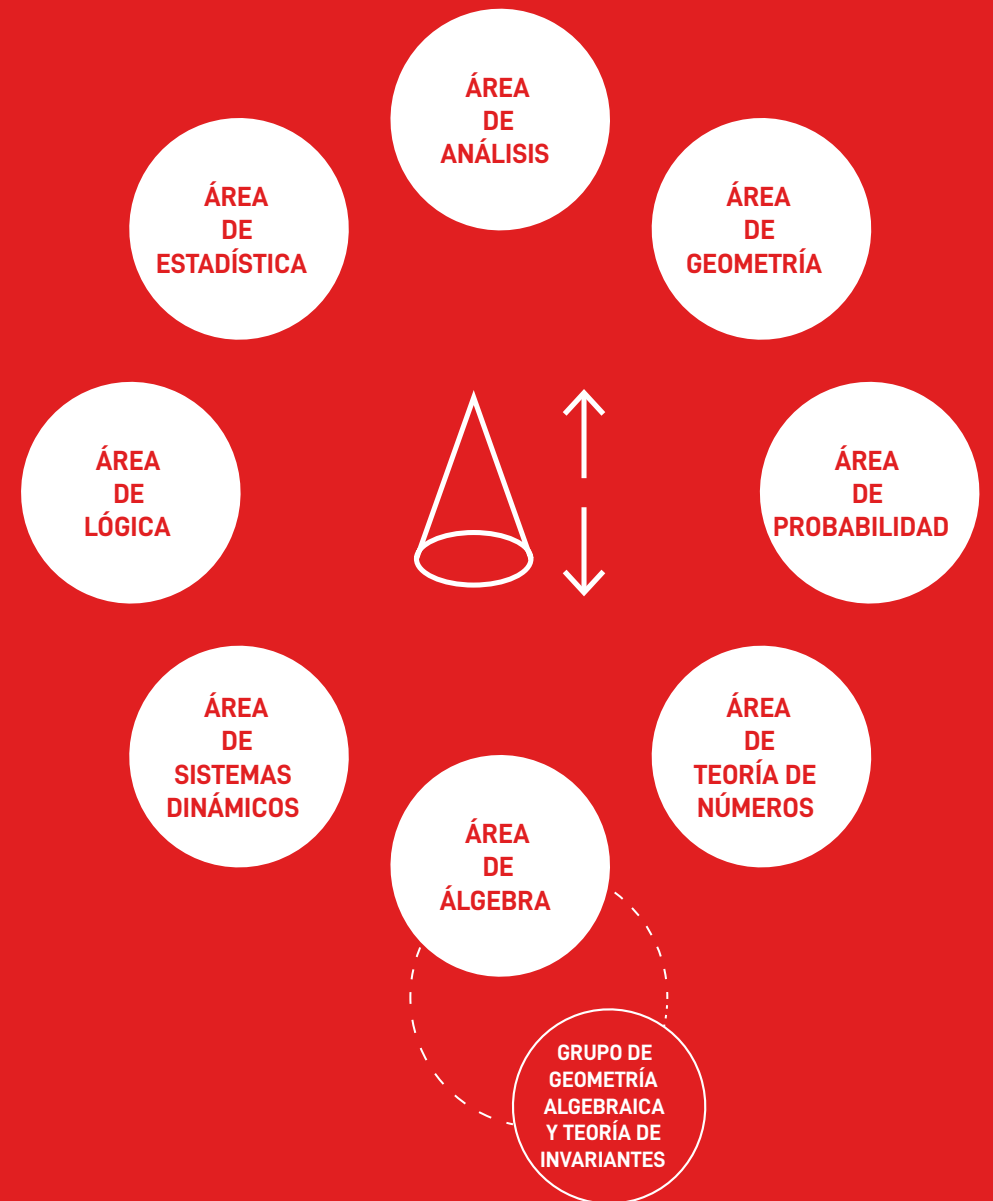 ÁREA
DE
ANÁLISIS
ÁREA
DE
ESTADÍSTICA
ÁREA
DE
GEOMETRÍA
ÁREA
DE
LÓGICA
ÁREA
DE
PROBABILIDAD
ÁREA
DE
SISTEMAS
DINÁMICOS
ÁREA
DE
TEORÍA DE
NÚMEROS
ÁREA
DE
ÁLGEBRA
GRUPO DE
GEOMETRÍA
ALGEBRAICA
Y TEORÍA DE
INVARIANTES